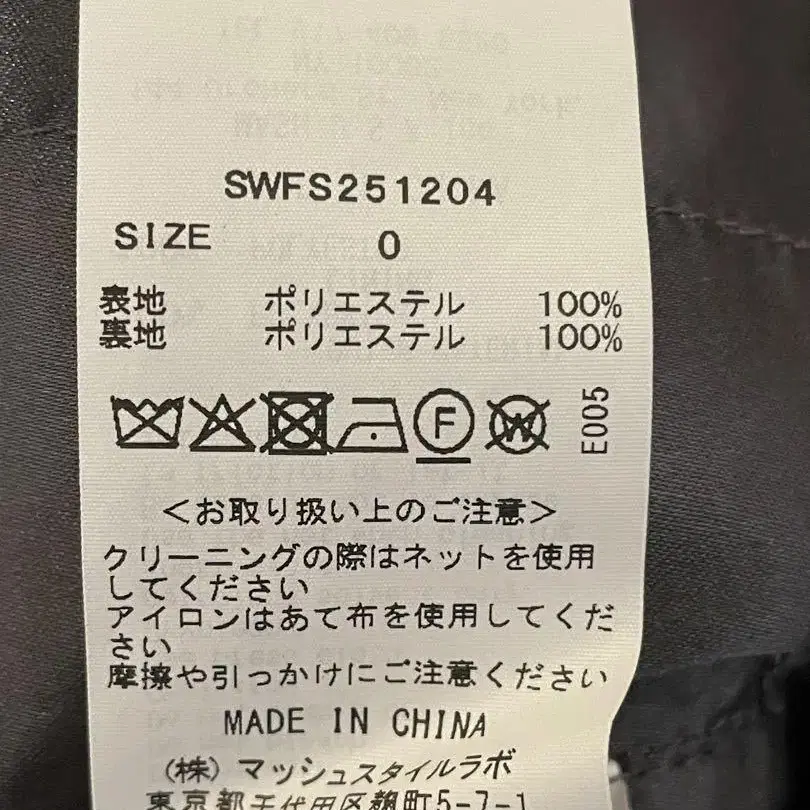 SWFS251204
SIZE 0
表地 ポリエステル 100%
裏地 ポリエステル 100%
F W E005
<お取り扱い上のご注意>
クリーニングの際はネットを使用
してください
アイロンはあて布を使用してくだ
さい
摩擦や引っかけにご注意ください
MADE IN CHINA
(株)マッシュスタイルラボ
東京都千代田区麹町5-7-1